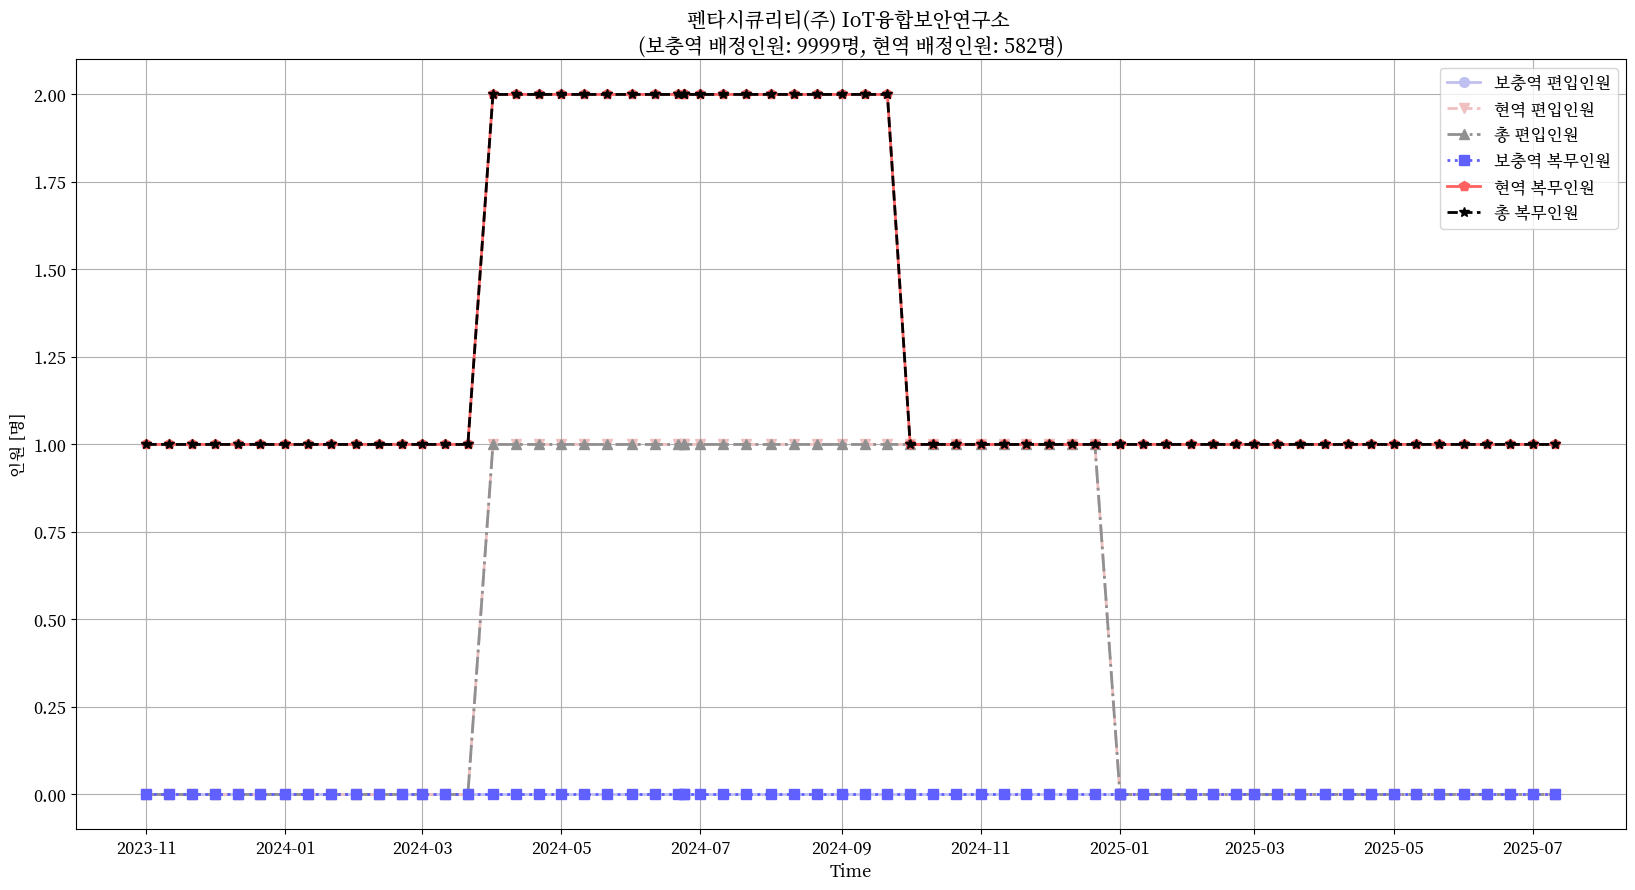 펜타시큐리티(주) IoT융합보안연구소
(보충역 배정인원: 9999명, 현역 배정인원: 582명)
보충역 편입인원
현역 편입인원
총 편입인원
보충역 복무인원
현역 복무인원
총 복무인원
인원 [명]
2.00
1.75
1.50
1.25
1.00
0.75
0.50
0.25
0.00
2023-11
2024-01
2024-03
2024-05
2024-07
2024-09
2024-11
2025-01
2025-03
2025-05
2025-07
Time